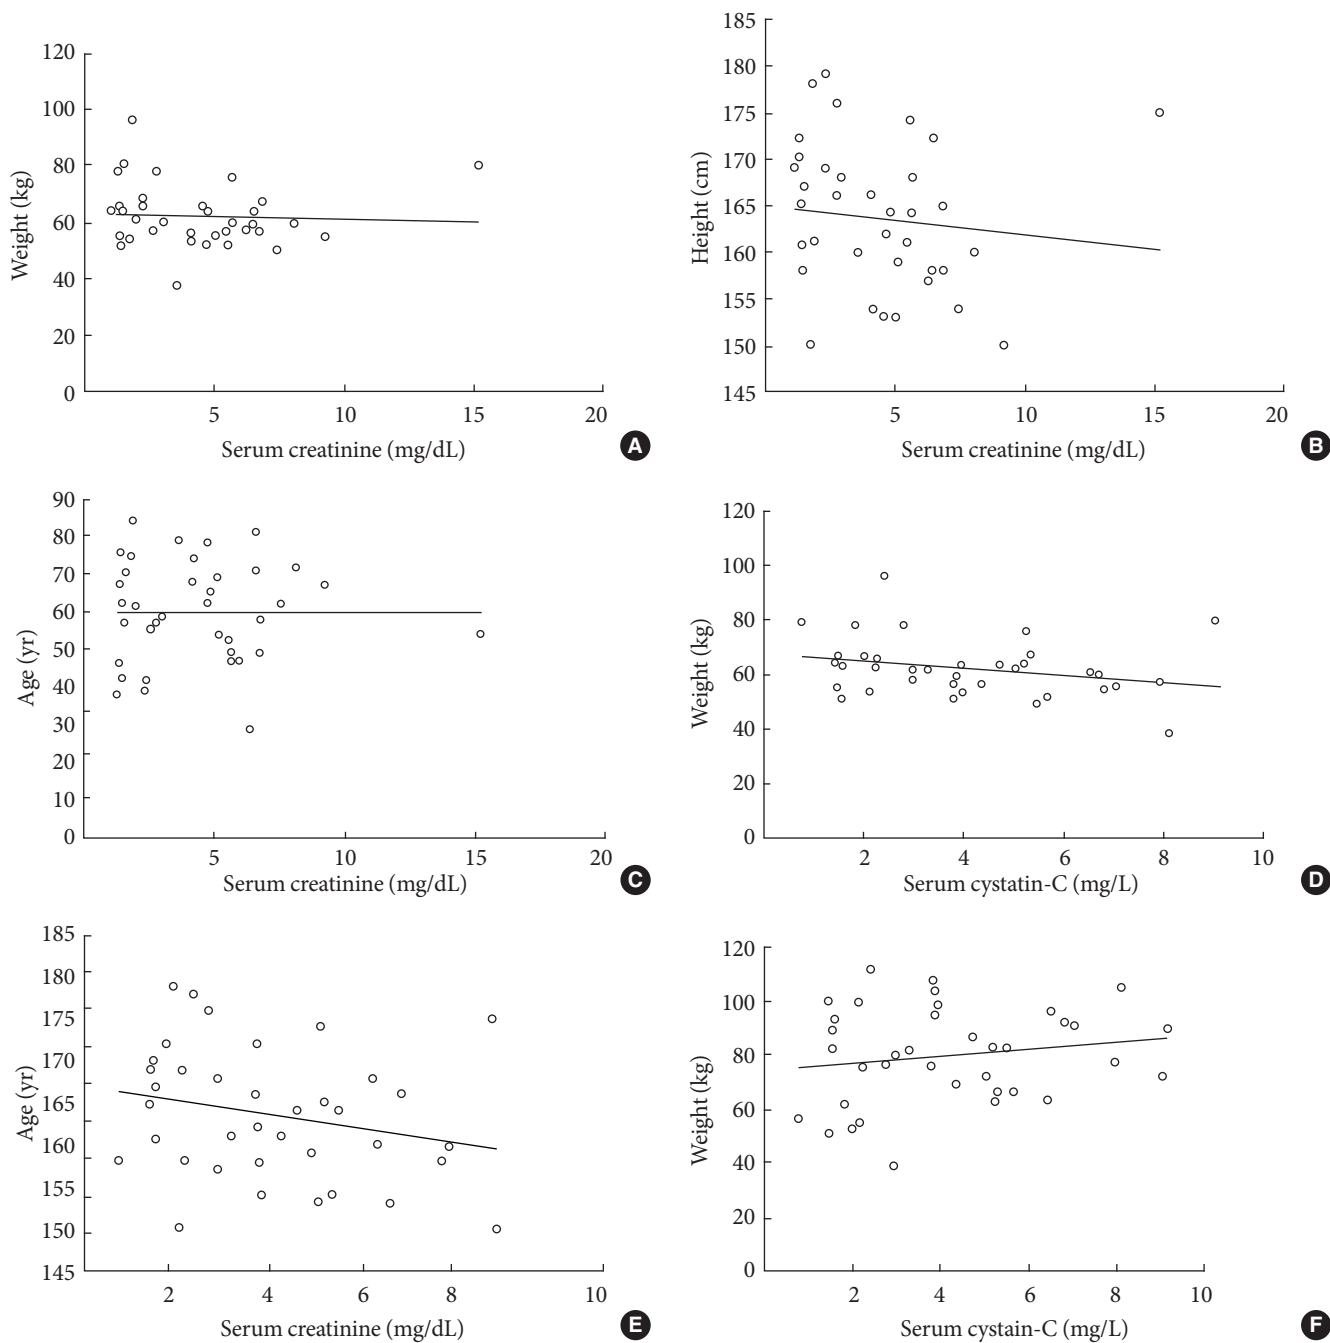 120
100
80
60
40
20
0
Weight (kg)
5 10 15 20
Serum creatinine (mg/dL)
A
185
180
175
170
165
160
155
150
145
Height (cm)
5 10 15 20
Serum creatinine (mg/dL)
B
90
80
70
60
50
40
30
20
10
0
Age (yr)
5 10 15 20
Serum creatinine (mg/dL)
C
120
100
80
60
40
20
0
Weight (kg)
2 4 6 8 10
Serum cystatin-C (mg/L)
D
185
180
175
170
165
160
155
150
145
Age (yr)
2 4 6 8 10
Serum creatinine (mg/dL)
E
120
100
80
60
40
20
0
Weight (kg)
2 4 6 8 10
Serum cystain-C (mg/L)
F